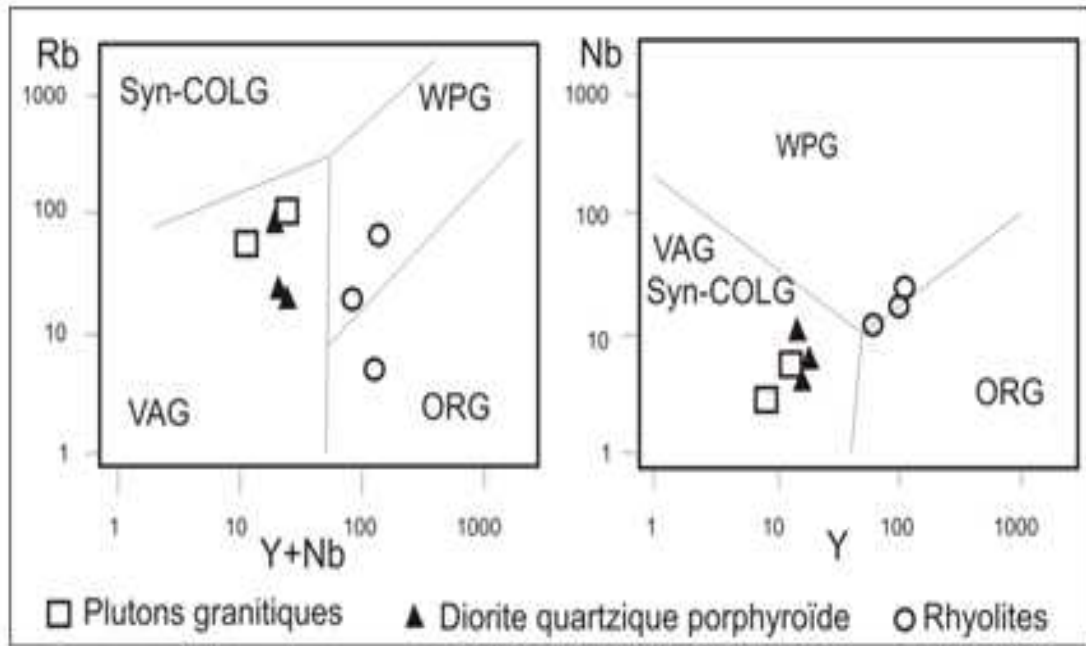 Rb
1000
100
10
1
Syn-COLG
WPG
VAG
ORG
1 10 100 1000
Y+Nb
Nb
1000
100
10
1
WPG
VAG
Syn-COLG
ORG
1 10 100 1000
Y
Plutons granitiques Diorite quartzique porphyroïde Rhyolites